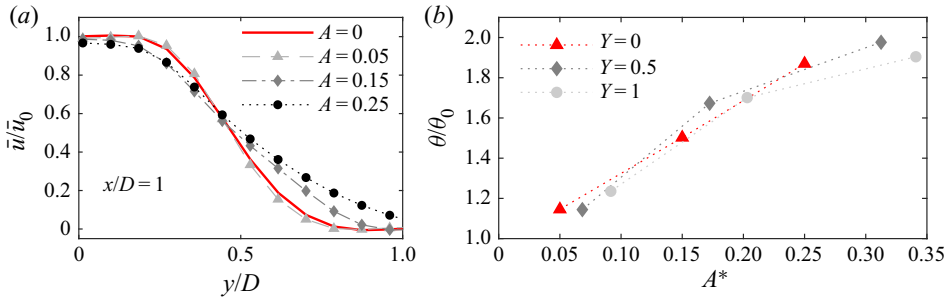 (a)
1.0
0.8
0.6
0.4
0.2
0
ū/ū₀
A = 0
A = 0.05
A = 0.15
A = 0.25
x/D = 1
0
0.5
1.0
y/D
(b)
2.0
1.8
1.6
1.4
1.2
1.0
θ/θ₀
Y = 0
Y = 0.5
Y = 1
0 0.05 0.10 0.15 0.20 0.25 0.30 0.35
A*